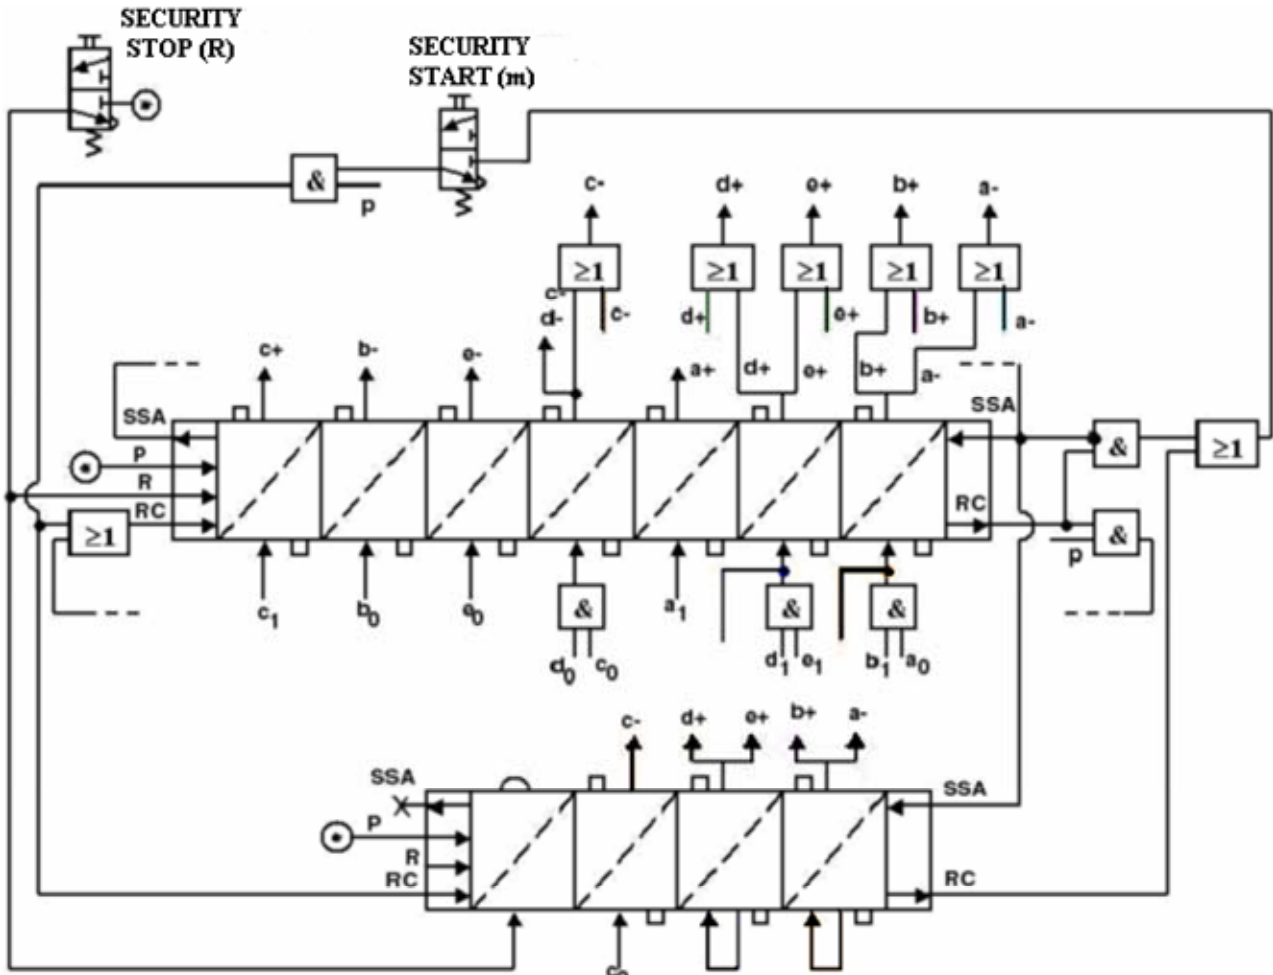 SECURITY
STOP (R)
SECURITY
START (m)
&
p
c-
d+
e+
b+
a-
≥1
≥1
≥1
≥1
≥1
c-
d-
c-
d+
e+
b+
a-
c+
b-
e-
a+
d+
e+
b+
a-
SSA
SSA
P
R
RC
RC
≥1
&
≥1
&
p
c1
b0
e0
&
a1
&
&
d0
c0
d1
e1
b1
a0
c-
d+
e+
b+
a-
SSA
SSA
P
R
RC
RC